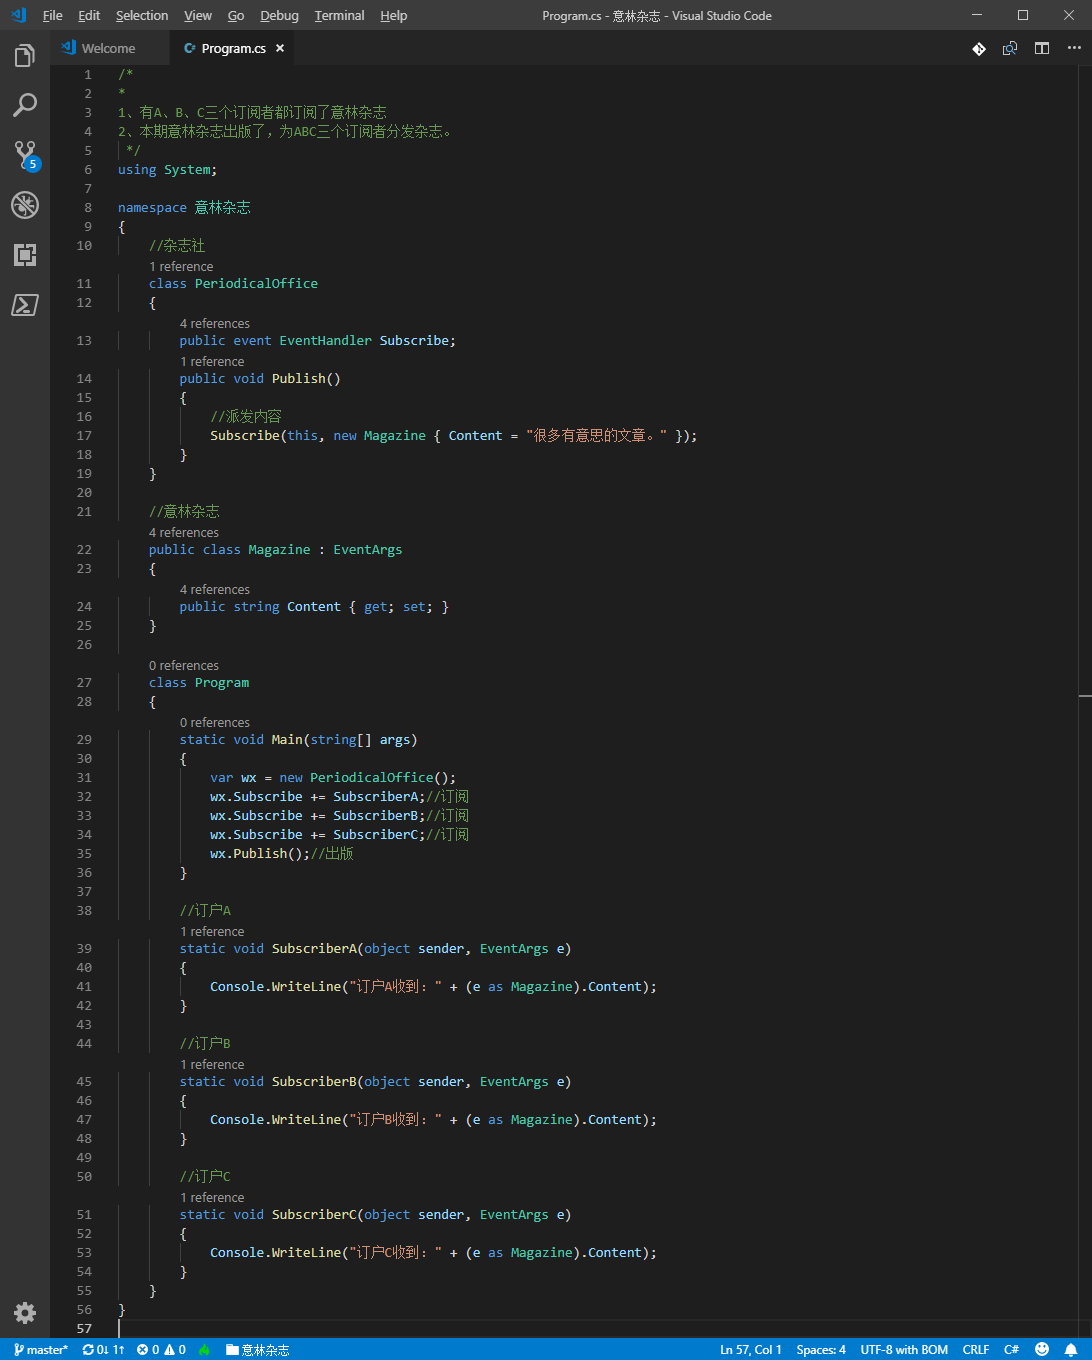 File Edit Selection View Go Debug Terminal Help Program.cs - 意林杂志 - Visual Studio Code
Welcome Program.cs
1 /*
2 *
3 1、有A、B、C三个订阅者都订阅了意林杂志
4 2、本期意林杂志出版了，为ABC三个订阅者分发杂志。
5 */
6 using System;
7
8 namespace 意林杂志
9 {
10 //杂志社
1 reference
11 class PeriodicalOffice
12 {
4 references
13 public event EventHandler Subscribe;
1 reference
14 public void Publish()
15 {
16 //派发内容
17 Subscribe(this, new Magazine { Content = "很多有意思的文章。" });
18 }
19 }
20
21 //意林杂志
4 references
22 public class Magazine : EventArgs
23 {
4 references
24 public string Content { get; set; }
25 }
26
0 references
27 class Program
28 {
0 references
29 static void Main(string[] args)
30 {
31 var wx = new PeriodicalOffice();
32 wx.Subscribe += SubscriberA;//订阅
33 wx.Subscribe += SubscriberB;//订阅
34 wx.Subscribe += SubscriberC;//订阅
35 wx.Publish();//出版
36 }
37
38 //订户A
1 reference
39 static void SubscriberA(object sender, EventArgs e)
40 {
41 Console.WriteLine("订户A收到：" + (e as Magazine).Content);
42 }
43
44 //订户B
1 reference
45 static void SubscriberB(object sender, EventArgs e)
46 {
47 Console.WriteLine("订户B收到：" + (e as Magazine).Content);
48 }
49
50 //订户C
1 reference
51 static void SubscriberC(object sender, EventArgs e)
52 {
53 Console.WriteLine("订户C收到：" + (e as Magazine).Content);
54 }
55 }
56 }
57
5
master* 0↓ 1↑ 0 0 意林杂志 Ln 57, Col 1 Spaces: 4 UTF-8 with BOM CRLF C#